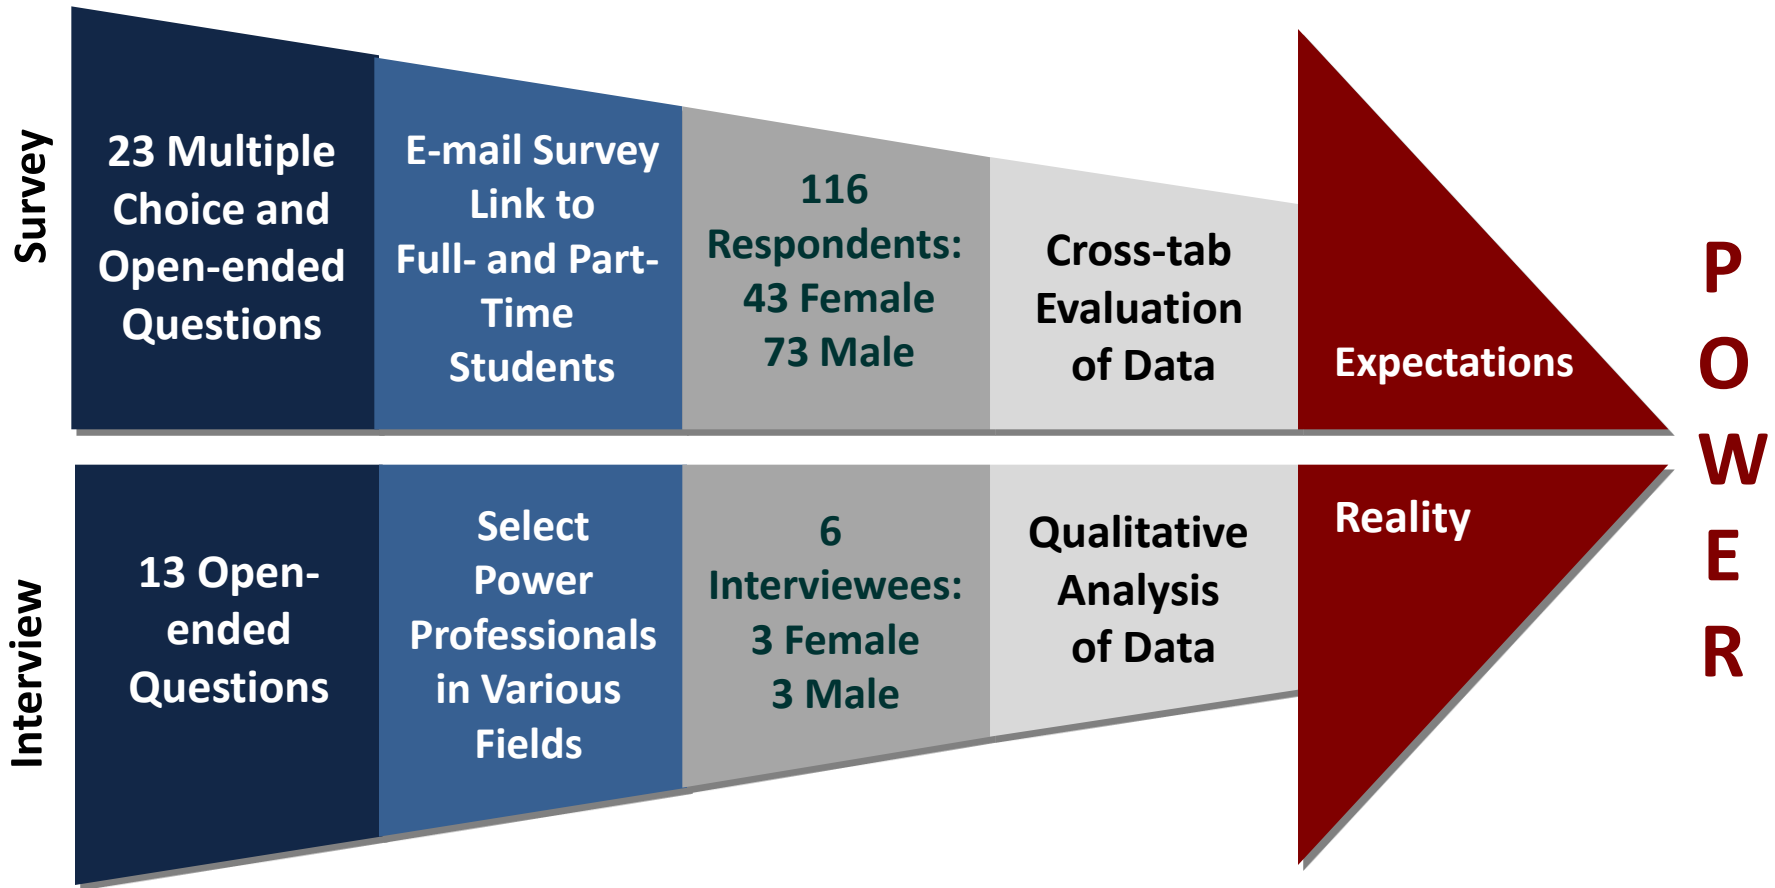 Survey
23 Multiple
Choice and
Open-ended
Questions
E-mail Survey
Link to
Full- and Part-
Time
Students
116
Respondents:
43 Female
73 Male
Cross-tab
Evaluation
of Data
Expectations
Interview
13 Open-
ended
Questions
Select
Power
Professionals
in Various
Fields
6
Interviewees:
3 Female
3 Male
Qualitative
Analysis
of Data
Reality
P
O
W
E
R